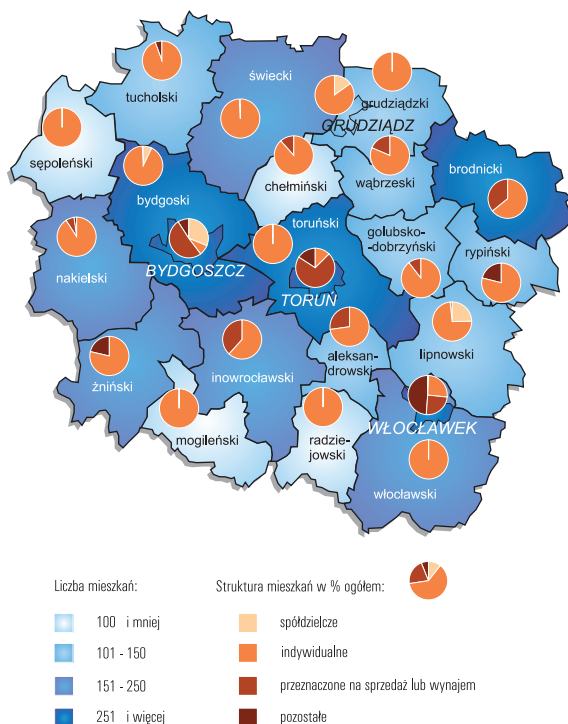 tucholski
świecki
grudziądzki
GRUDZIĄDZ
sępoleński
chełmiński
wąbrzeski
brodnicki
bydgoski
toruński
golubsko-
-dobrzyński
rypiński
nakielski
BYDGOSZCZ
TORUŃ
lipnowski
żniński
inowrocławski
aleksan-
drowski
mogileński
radzie-
jowski
WŁOCŁAWEK
włocławski
Liczba mieszkań:
100 i mniej
101 - 150
151 - 250
251 i więcej
Struktura mieszkań w % ogółem:
spółdzielcze
indywidualne
przeznaczone na sprzedaż lub wynajem
pozostałe